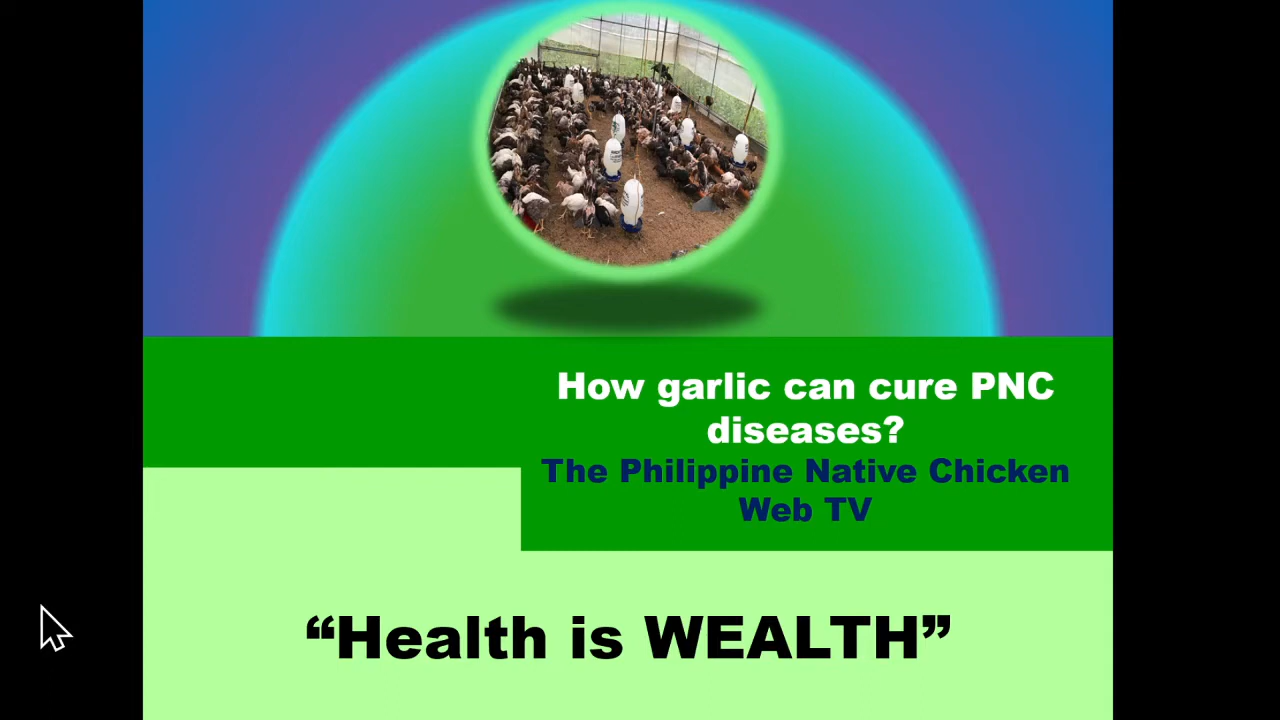 How garlic can cure PNC
diseases?
The Philippine Native Chicken
Web TV
“Health is WEALTH”